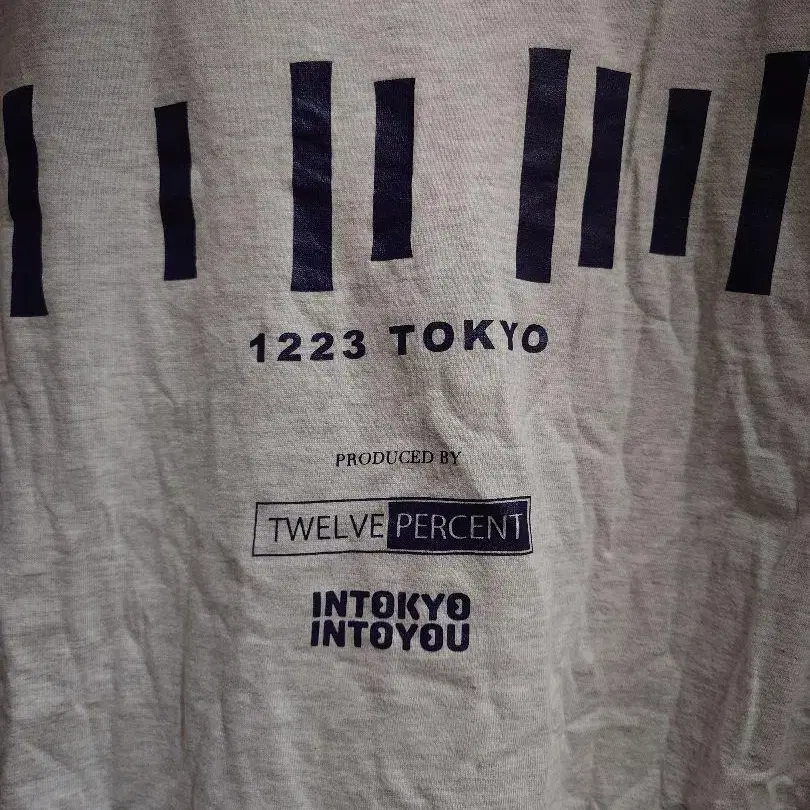 1223 TOKYO
PRODUCED BY
TWELVE PERCENT
INTOKYO
INTOYOU